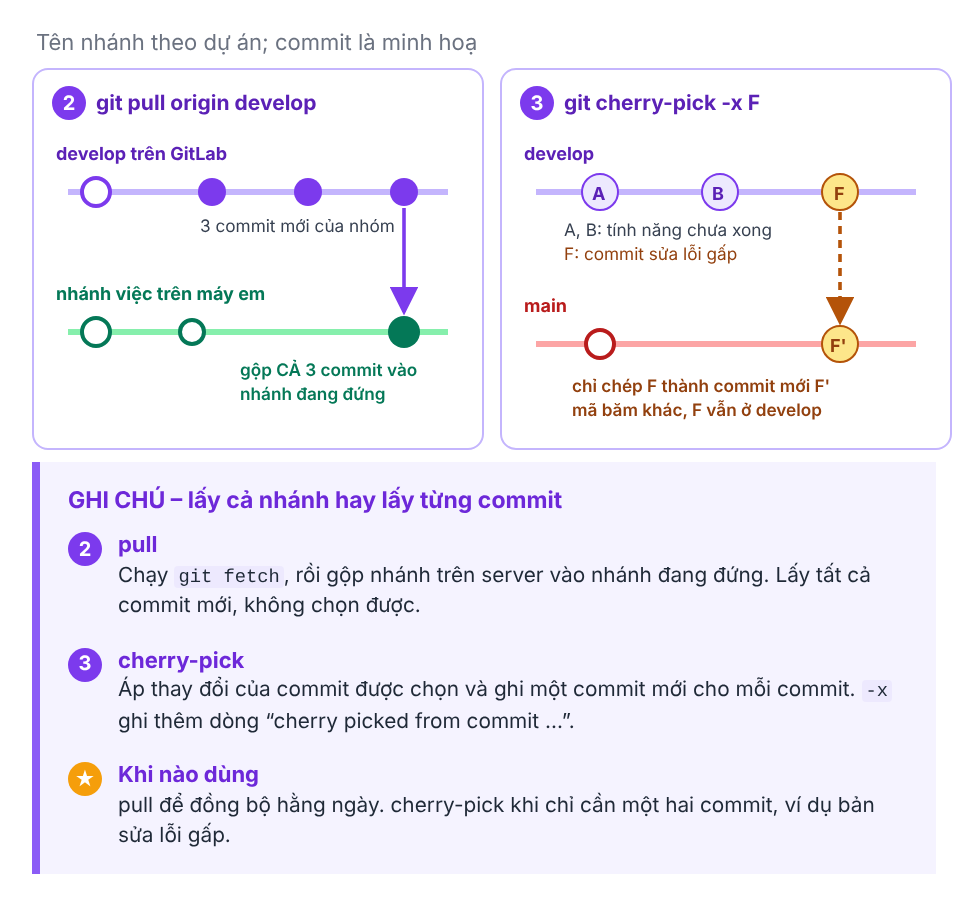 Tên nhánh theo dự án; commit là minh hoạ
2 git pull origin develop
develop trên GitLab
3 commit mới của nhóm
nhánh việc trên máy em
gộp CẢ 3 commit vào
nhánh đang đứng
3 git cherry-pick -x F
develop
A B F
A, B: tính năng chưa xong
F: commit sửa lỗi gấp
main
F'
chỉ chép F thành commit mới F'
mã băm khác, F vẫn ở develop
GHI CHÚ – lấy cả nhánh hay lấy từng commit
2 pull
Chạy git fetch, rồi gộp nhánh trên server vào nhánh đang đứng. Lấy tất cả
commit mới, không chọn được.
3 cherry-pick
Áp thay đổi của commit được chọn và ghi một commit mới cho mỗi commit. -x
ghi thêm dòng “cherry picked from commit ...”.
★ Khi nào dùng
pull để đồng bộ hằng ngày. cherry-pick khi chỉ cần một hai commit, ví dụ bản
sửa lỗi gấp.